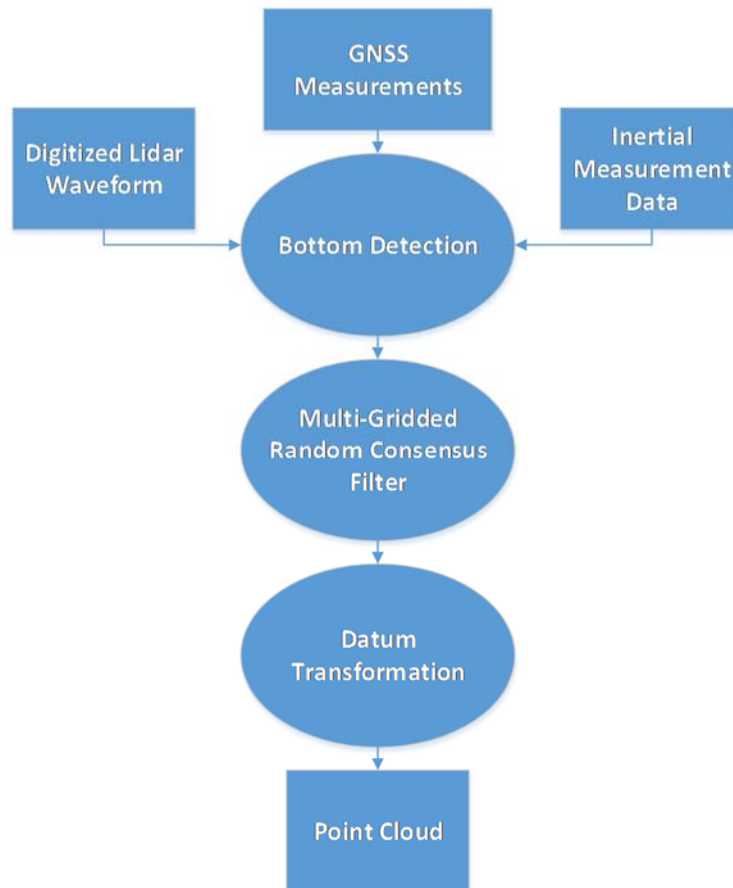 GNSS
Measurements
Digitized Lidar
Waveform
Inertial
Measurement
Data
Bottom Detection
Multi-Gridded
Random Consensus
Filter
Datum
Transformation
Point Cloud